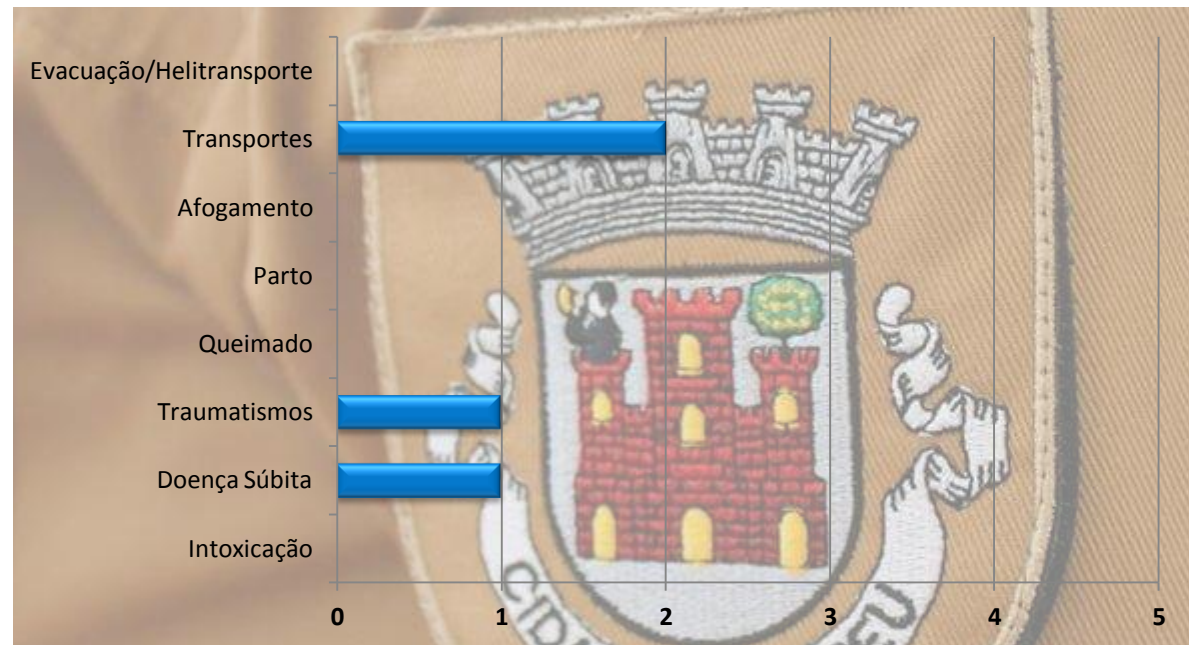 Evacuação/Helitransporte
Transportes
Afogamento
Parto
Queimado
Traumatismos
Doença Súbita
Intoxicação
0 1 2 3 4 5